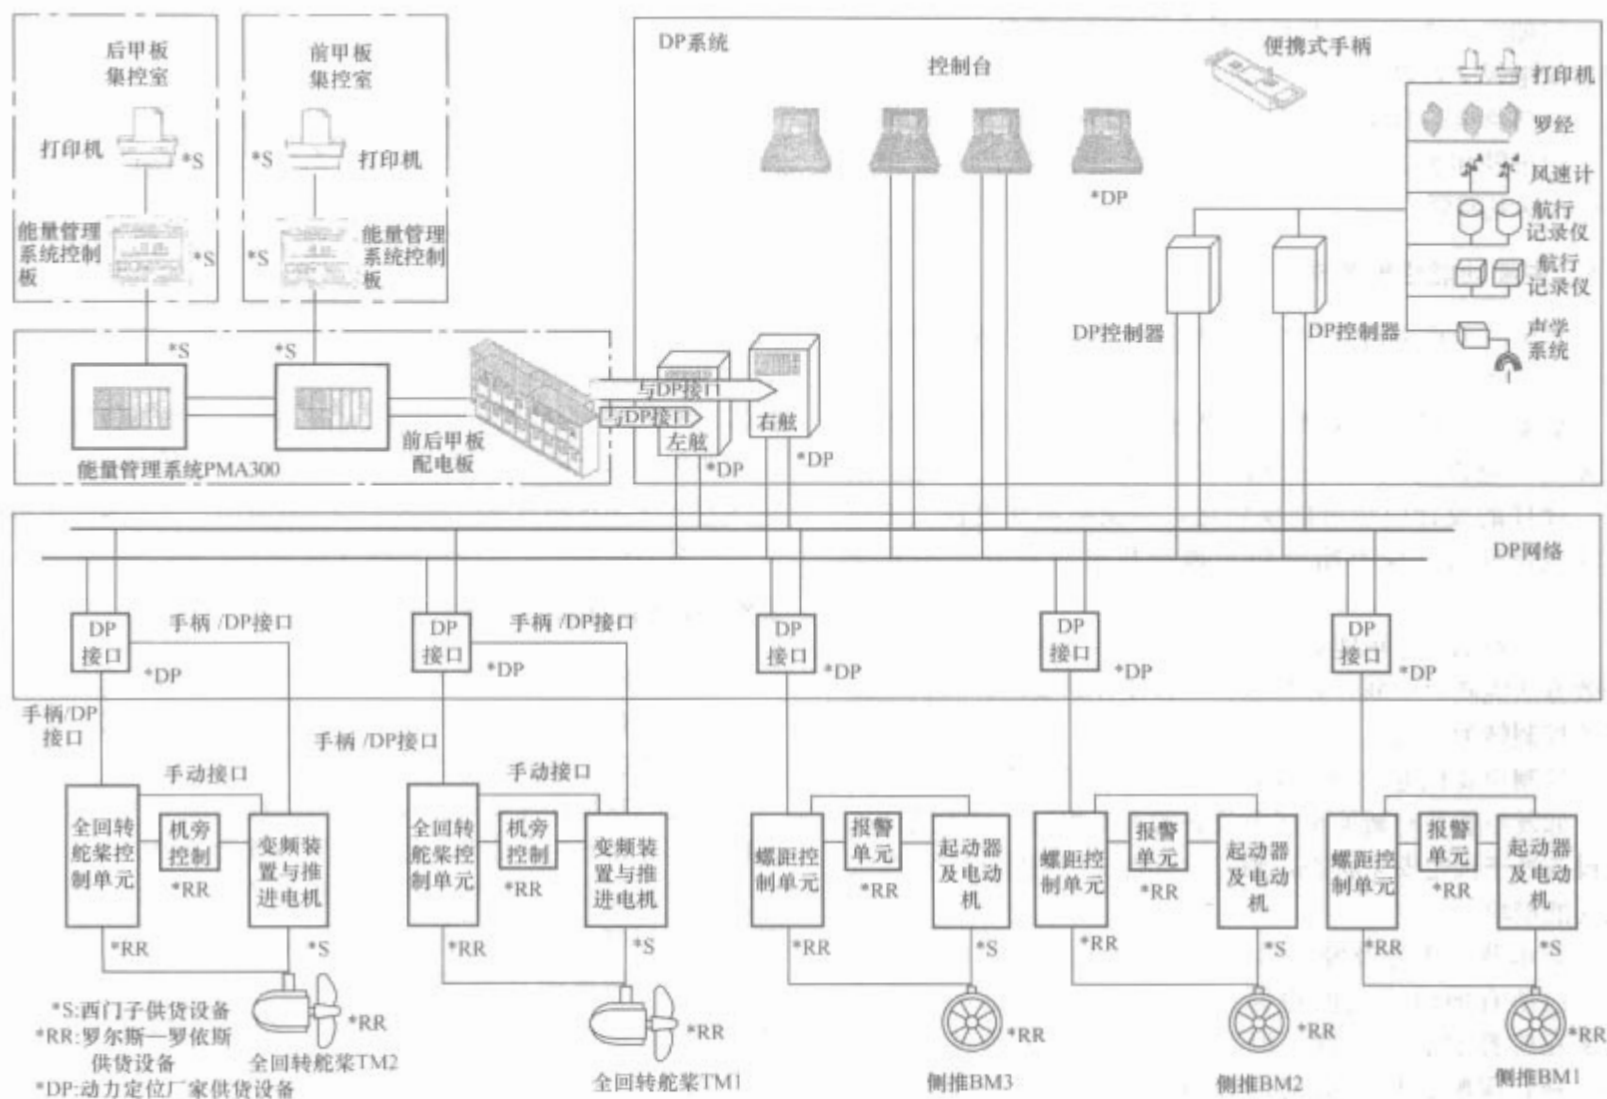 后甲板
集控室
前甲板
集控室
打印机
*S
*S
打印机
能量管理
系统控制
板
*S
*S
能量管理
系统控制
板
*S
*S
能量管理系统PMA300
前后甲板
配电板
DP系统
控制台
便携式手柄
*DP
打印机
罗经
风速计
航行
记录仪
航行
记录仪
声学
系统
DP控制器
DP控制器
与DP接口
与DP接口
左舷
右舷
*DP
*DP
DP网络
DP
接口
*DP
手柄 /DP接口
DP
接口
*DP
手柄 /DP接口
DP
接口
*DP
DP
接口
*DP
DP
接口
*DP
手柄/DP
接口
手动接口
全回转
舵桨控
制单元
机旁
控制
*RR
变频装
置与推
进电机
*RR
*S
*RR
全回转舵桨TM2
手柄 /DP接口
手动接口
全回转
舵桨控
制单元
机旁
控制
*RR
变频装
置与推
进电机
*RR
*S
*RR
全回转舵桨TM1
螺距控
制单元
报警
单元
*RR
起动器
及电动
机
*RR
*S
*RR
侧推BM3
螺距控
制单元
报警
单元
*RR
起动器
及电动
机
*RR
*S
*RR
侧推BM2
螺距控
制单元
报警
单元
*RR
起动器
及电动
机
*RR
*S
*RR
侧推BM1
*S:西门子供货设备
*RR:罗尔斯—罗依斯
供货设备
*DP:动力定位厂家供货设备